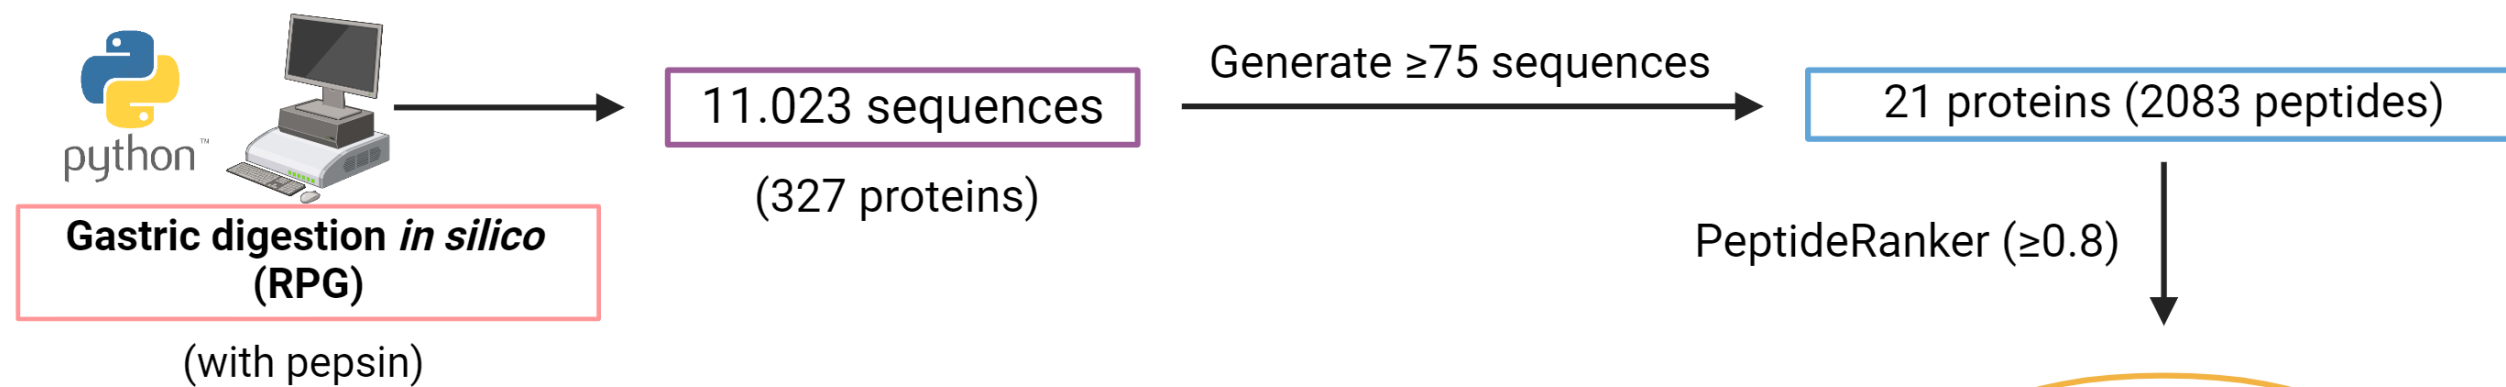 python™
Gastric digestion in silico
(RPG)
(with pepsin)
11.023 sequences
(327 proteins)
Generate ≥75 sequences
21 proteins (2083 peptides)
PeptideRanker (≥0.8)